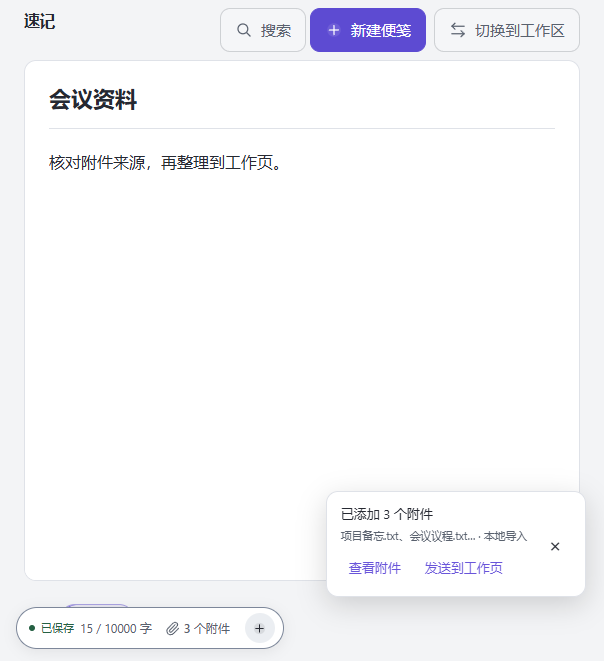 速记
搜索
新建便笺
切换到工作区
会议资料
核对附件来源，再整理到工作页。
已添加 3 个附件
项目备忘.txt、会议议程.txt... · 本地导入
查看附件
发送到工作页
已保存 15 / 10000 字 3 个附件